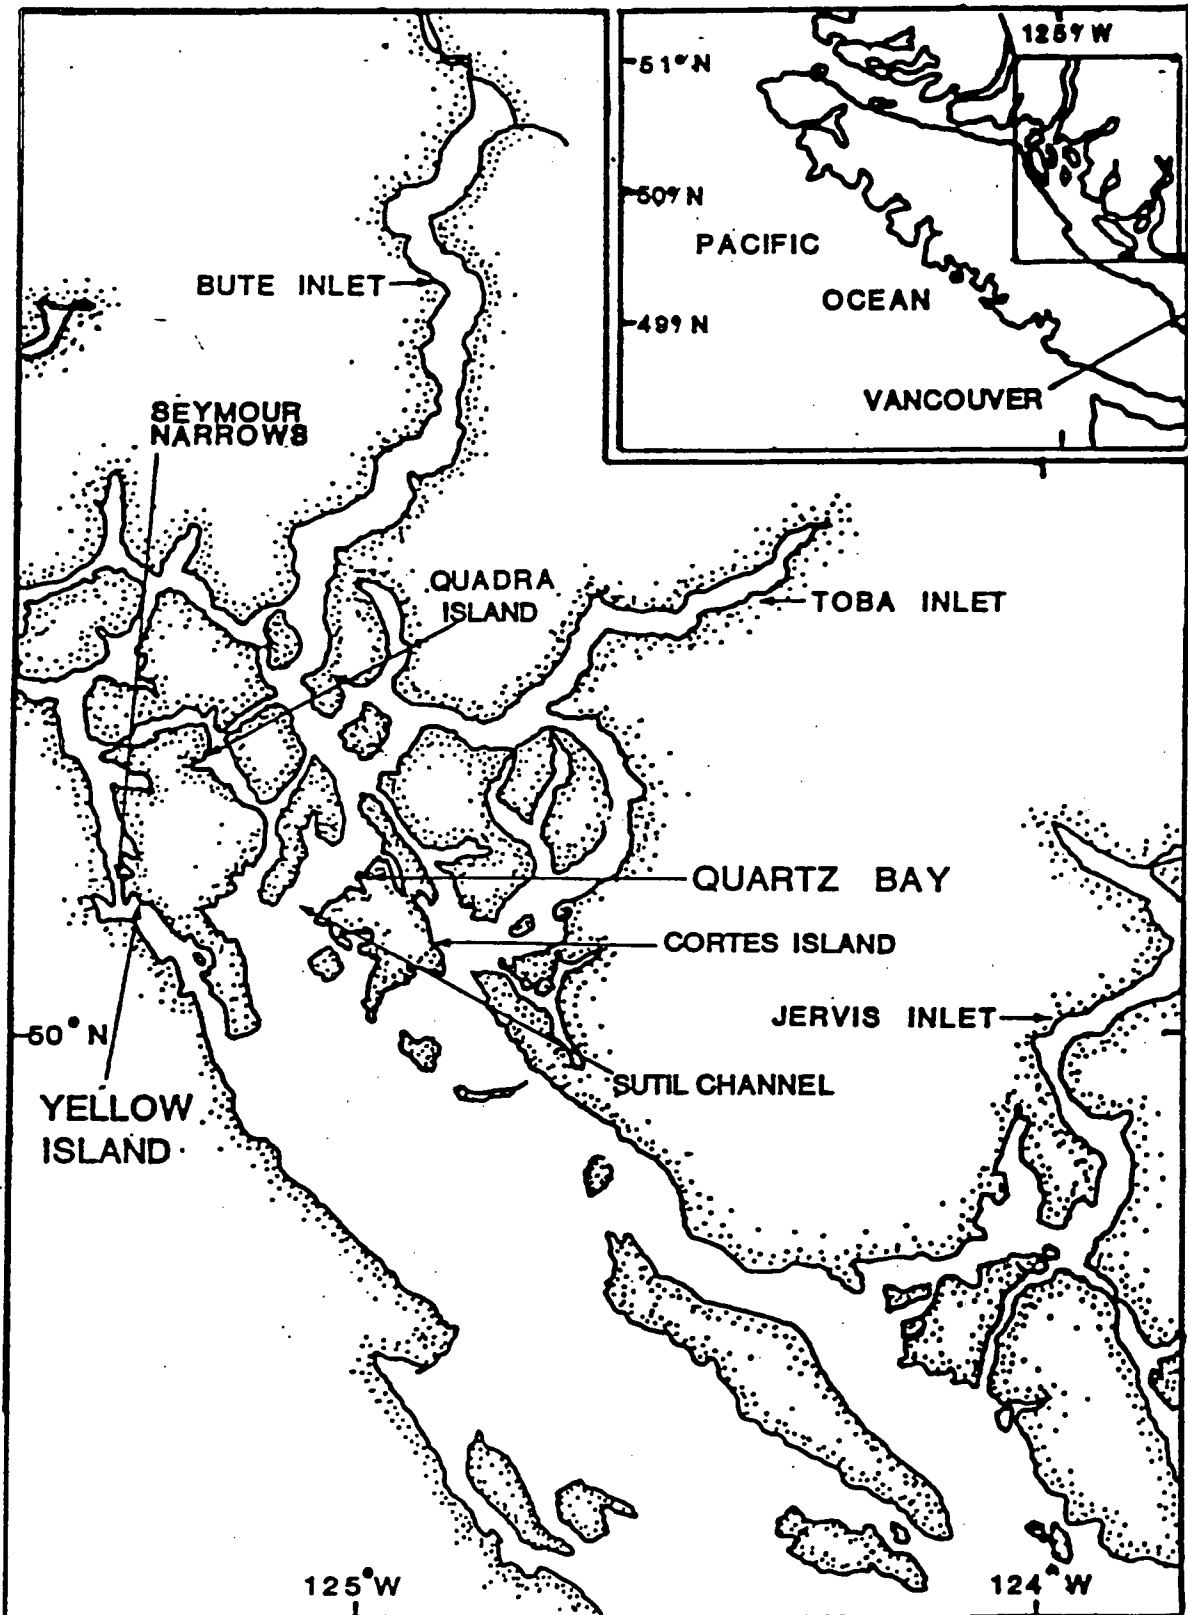 125° W
51° N
50° N
PACIFIC
OCEAN
49° N
VANCOUVER
BUTE INLET
SEYMOUR
NARROWS
QUADRA
ISLAND
TOBA INLET
QUARTZ BAY
CORTES ISLAND
JERVIS INLET
50° N
SUTIL CHANNEL
YELLOW
ISLAND
125° W
124° W